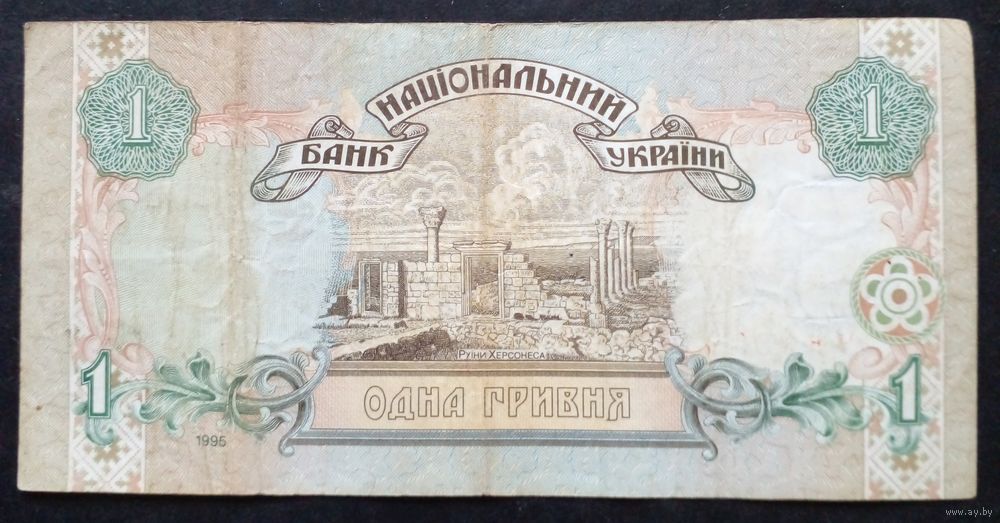 1
НАЦІОНАЛЬНИЙ
1
БАНК
УКРАЇНИ
РУЇНИ ХЕРСОНЕСА
1
ОДНА ГРИВНЯ
1
1995
www.ay.by